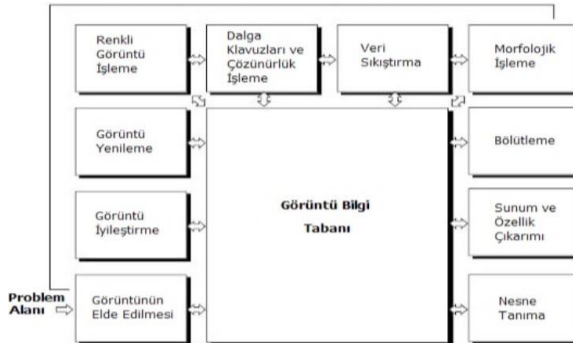 Renkli
Görüntü
İşleme
Dalga
Klavuzları ve
Çözünürlük
İşleme
Veri
Sıkıştırma
Morfolojik
İşleme
Görüntü
Yenileme
Bölütleme
Görüntü Bilgi
Tabanı
Görüntü
İyileştirme
Sunum ve
Özellik
Çıkarımı
Problem
Alanı
Görüntünün
Elde Edilmesi
Nesne
Tanıma